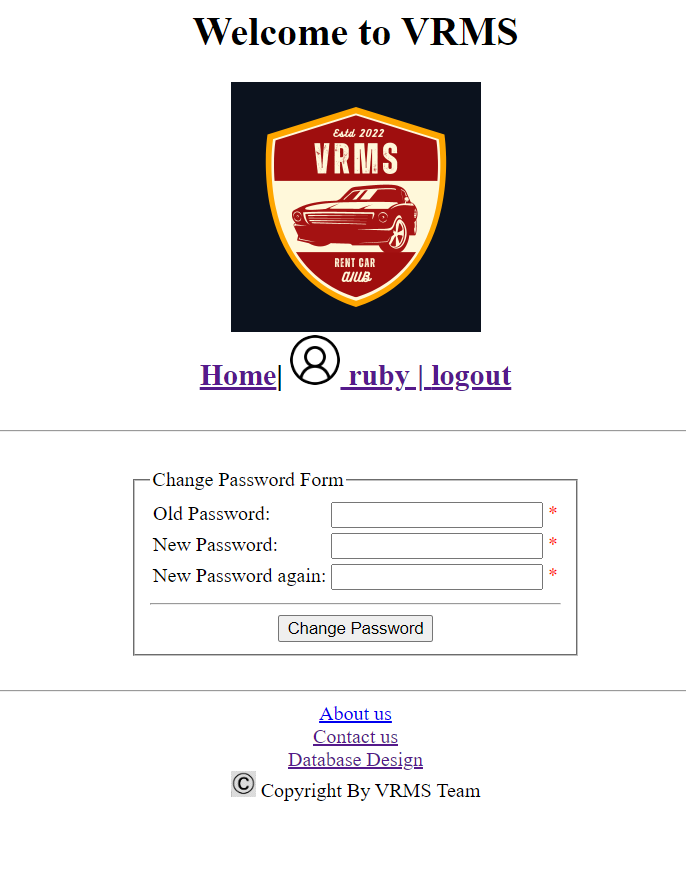 Welcome to VRMS
Estd 2022
VRMS
RENT CAR
Home| ruby | logout
Change Password Form
Old Password: *
New Password: *
New Password again: *
Change Password
About us
Contact us
Database Design
© Copyright By VRMS Team